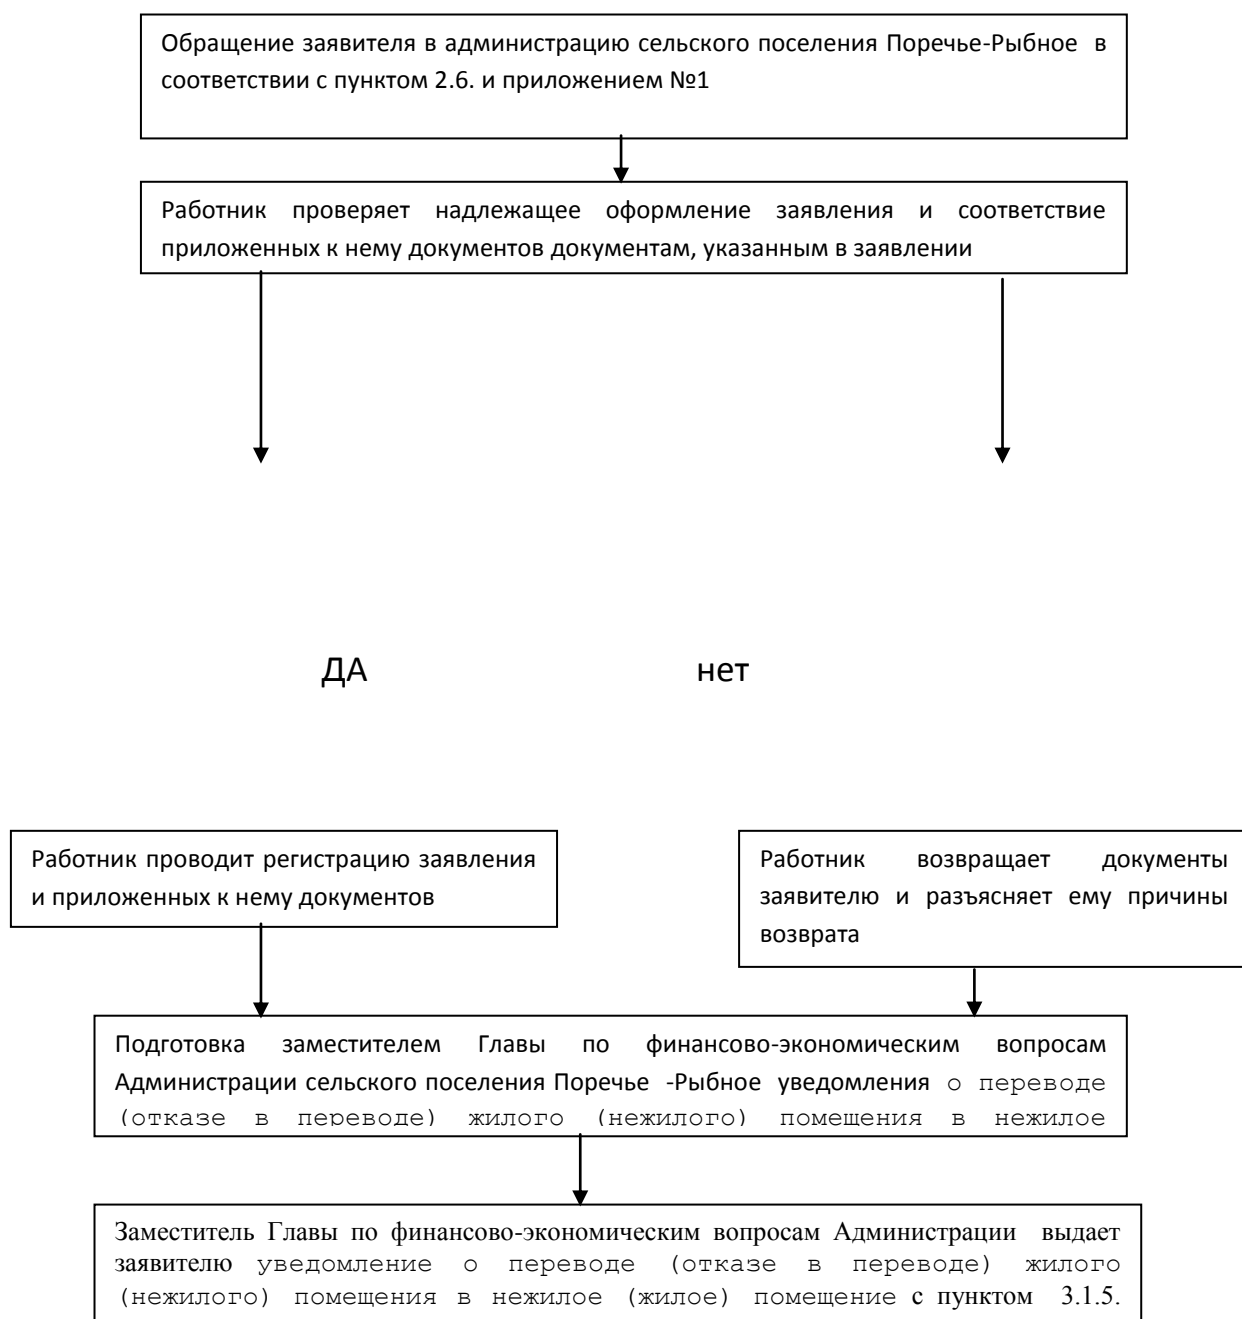 Обращение заявителя в администрацию сельского поселения Поречье-Рыбное в
соответствии с пунктом 2.6. и приложением №1
Работник проверяет надлежащее оформление заявления и соответствие
приложенных к нему документов документам, указанным в заявлении
ДА нет
Работник проводит регистрацию заявления
и приложенных к нему документов
Работник возвращает документы
заявителю и разъясняет ему причины
возврата
Подготовка заместителем Главы по финансово-экономическим вопросам
Администрации сельского поселения Поречье -Рыбное уведомления о переводе
(отказе в переводе) жилого (нежилого) помещения в нежилое
Заместитель Главы по финансово-экономическим вопросам Администрации выдает
заявителю уведомление о переводе (отказе в переводе) жилого
(нежилого) помещения в нежилое (жилое) помещение с пунктом 3.1.5.